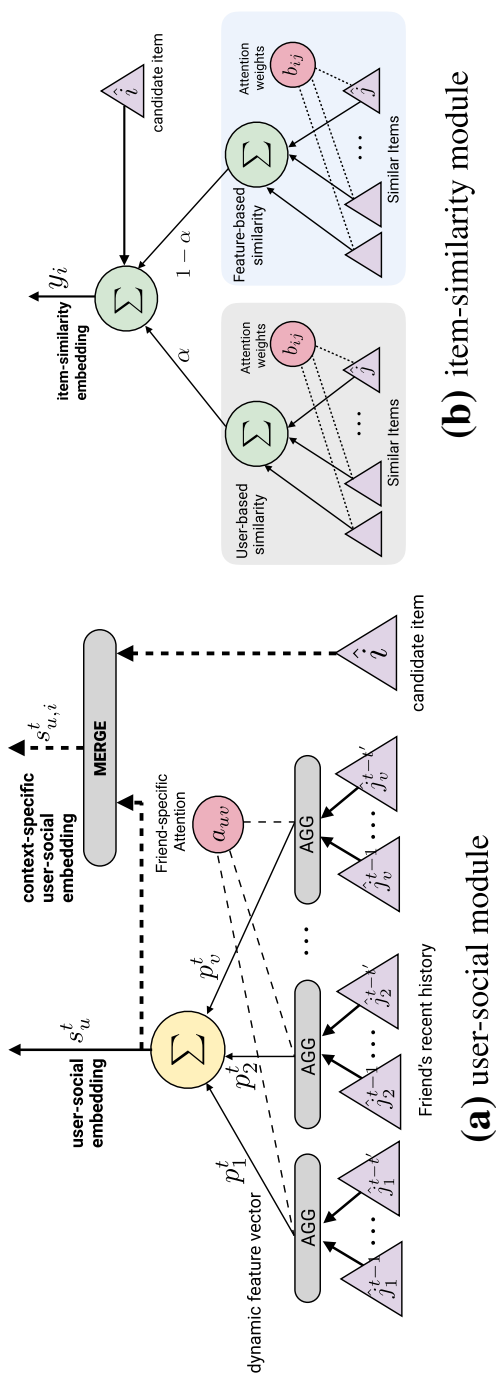 user-social
embedding
s_u^t
context-specific
user-social
embedding
s_{u,i}^t
MERGE
Σ
Friend-specific
Attention
a_{uv}
dynamic feature vector
p_1^t
p_2^t
p_v^t
AGG
AGG
...
AGG
ĵ_1^{t-1}
....
ĵ_1^{t-t'}
ĵ_2^{t-1}
....
ĵ_2^{t-t'}
ĵ_v^{t-1}
....
ĵ_v^{t-t'}
î
Friend's recent history
candidate item
(a) user-social module
item-similarity
embedding
y_i
Σ
î
candidate item
α
1 − α
User-based
similarity
Σ
Attention
weights
b_{ij}
...
ĵ
Similar Items
Feature-based
similarity
Σ
Attention
weights
b_{ij}
...
ĵ
Similar Items
(b) item-similarity module